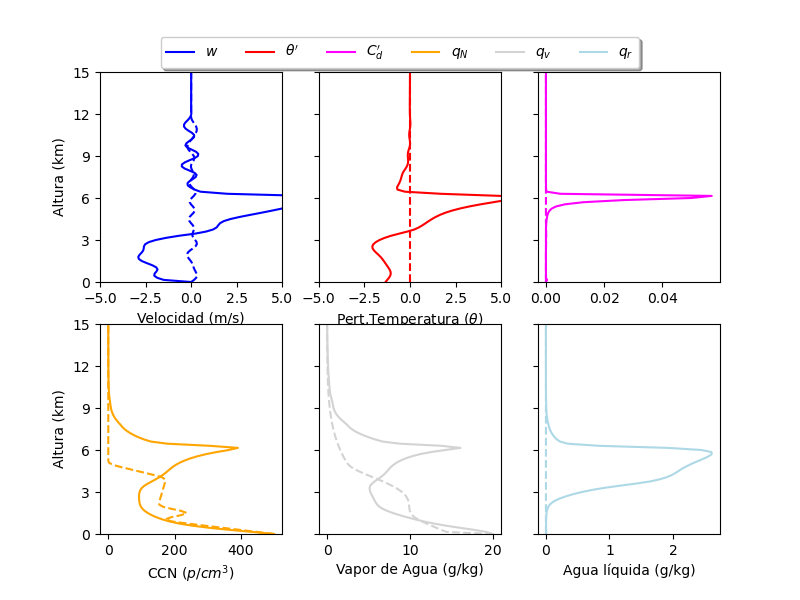 w θ′ C′d qN qv qr
15
12
9
6
3
0
Altura (km)
−5.0 −2.5 0.0 2.5 5.0
Velocidad (m/s)
−5.0 −2.5 0.0 2.5 5.0
Pert.Temperatura (θ)
0.00 0.02 0.04
15
12
9
6
3
0
Altura (km)
0 200 400
CCN (p/cm³)
0 10 20
Vapor de Agua (g/kg)
0 1 2
Agua líquida (g/kg)